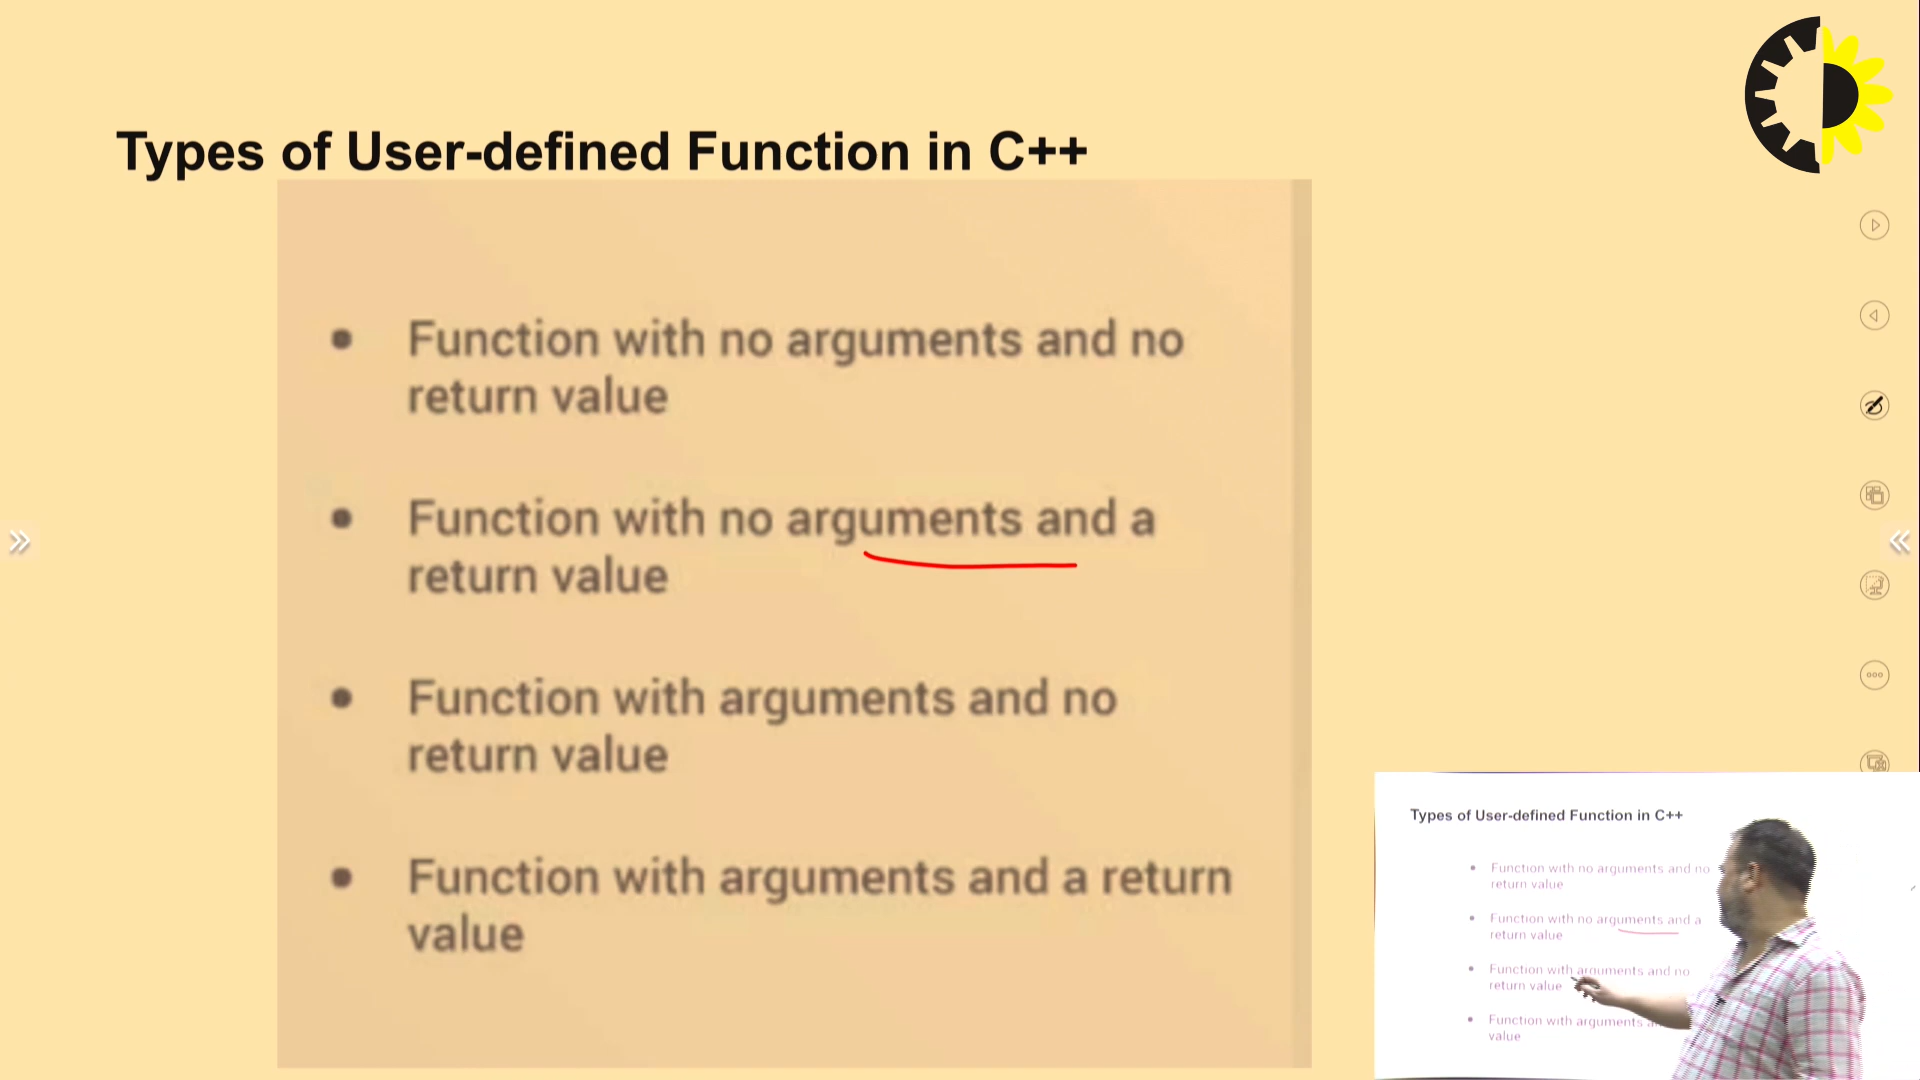 Types of User-defined Function in C++
• Function with no arguments and no
return value
• Function with no arguments and a
return value
• Function with arguments and no
return value
• Function with arguments and a return
value
Types of User-defined Function in C++
• Function with no arguments and no
return value
• Function with no arguments and a
return value
• Function with arguments and no
return value
• Function with arguments
value